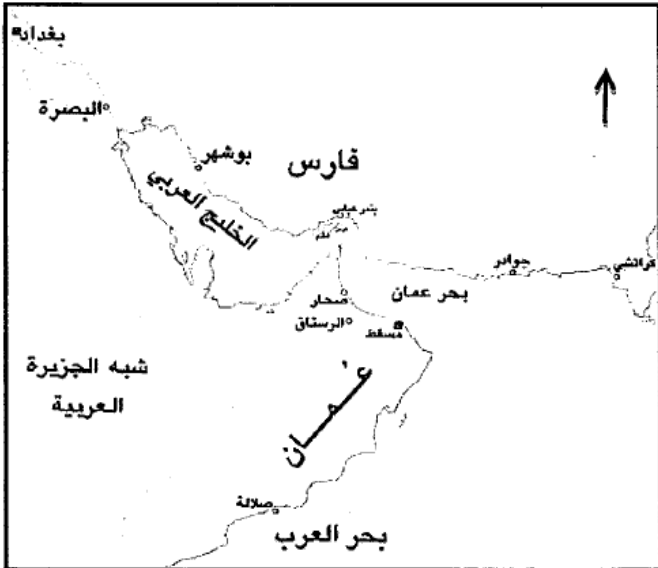 بغداد
البصرة
بوشهر
فارس
الخليج العربي
بندر عباس
جوادر
كراتشي
بحر عمان
صحار
الرستاق
مسقط
شبه الجزيرة
العربية
عُـمـان
صلالة
بحر العرب